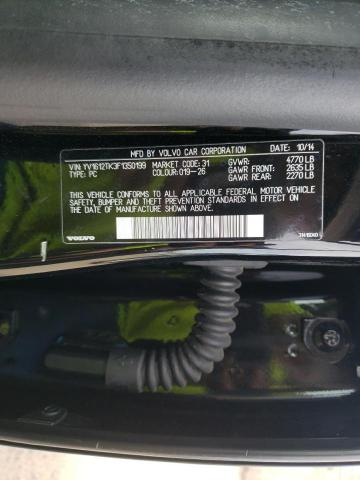 MFD. BY VOLVO CAR CORPORATION 10/14
VIN: YV1612TK3F1350199 MARKET CODE: 31 GVWR: 4770 LB
TYPE: PC COLOUR: 019-26 GAWR FRONT: 2635 LB
GAWR REAR: 2270 LB
THIS VEHICLE CONFORMS TO ALL APPLICABLE FEDERAL MOTOR VEHICLE
SAFETY, BUMPER AND THEFT PREVENTION STANDARDS IN EFFECT ON THE
DATE OF MANUFACTURE SHOWN ABOVE.
VOLVO